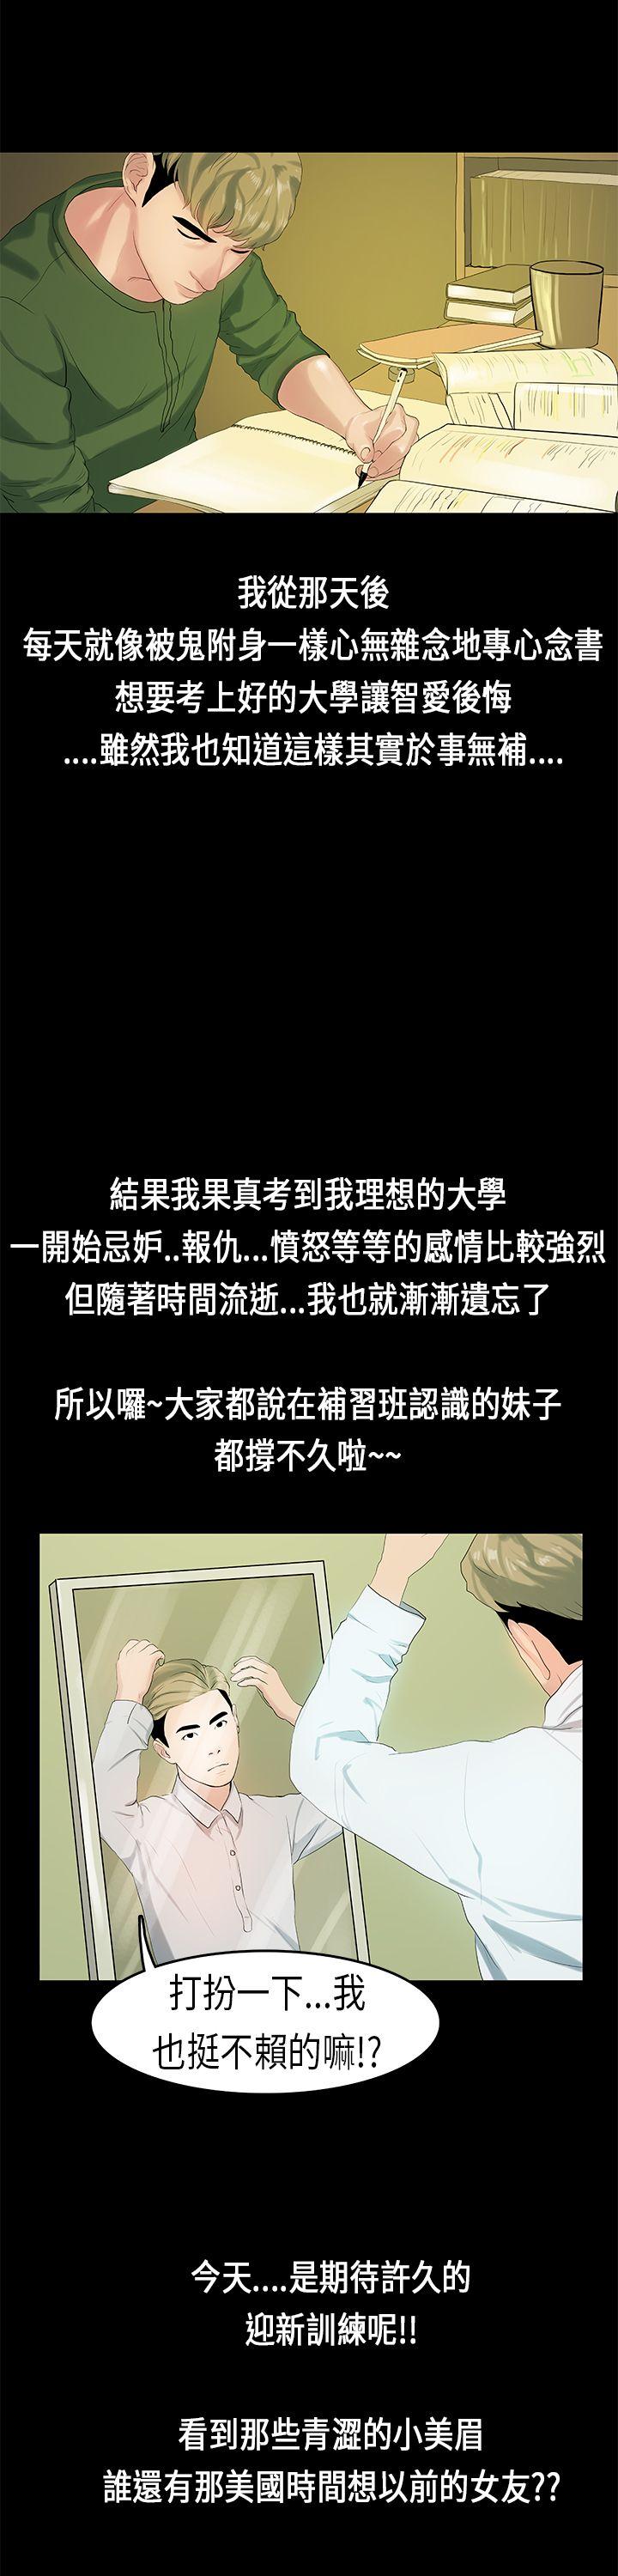 我從那天後
每天就像被鬼附身一樣心無雜念地專心念書
想要考上好的大學讓智愛後悔
....雖然我也知道這樣其實於事無補....
結果我果真考到我理想的大學
一開始忌妒..報仇...憤怒等等的感情比較強烈
但隨著時間流逝...我也就漸漸遺忘了
所以囉~大家都說在補習班認識的妹子
都撐不久啦~~
打扮一下...我
也挺不賴的嘛!?
今天....是期待許久的
迎新訓練呢!!
看到那些青澀的小美眉
誰還有那美國時間想以前的女友??